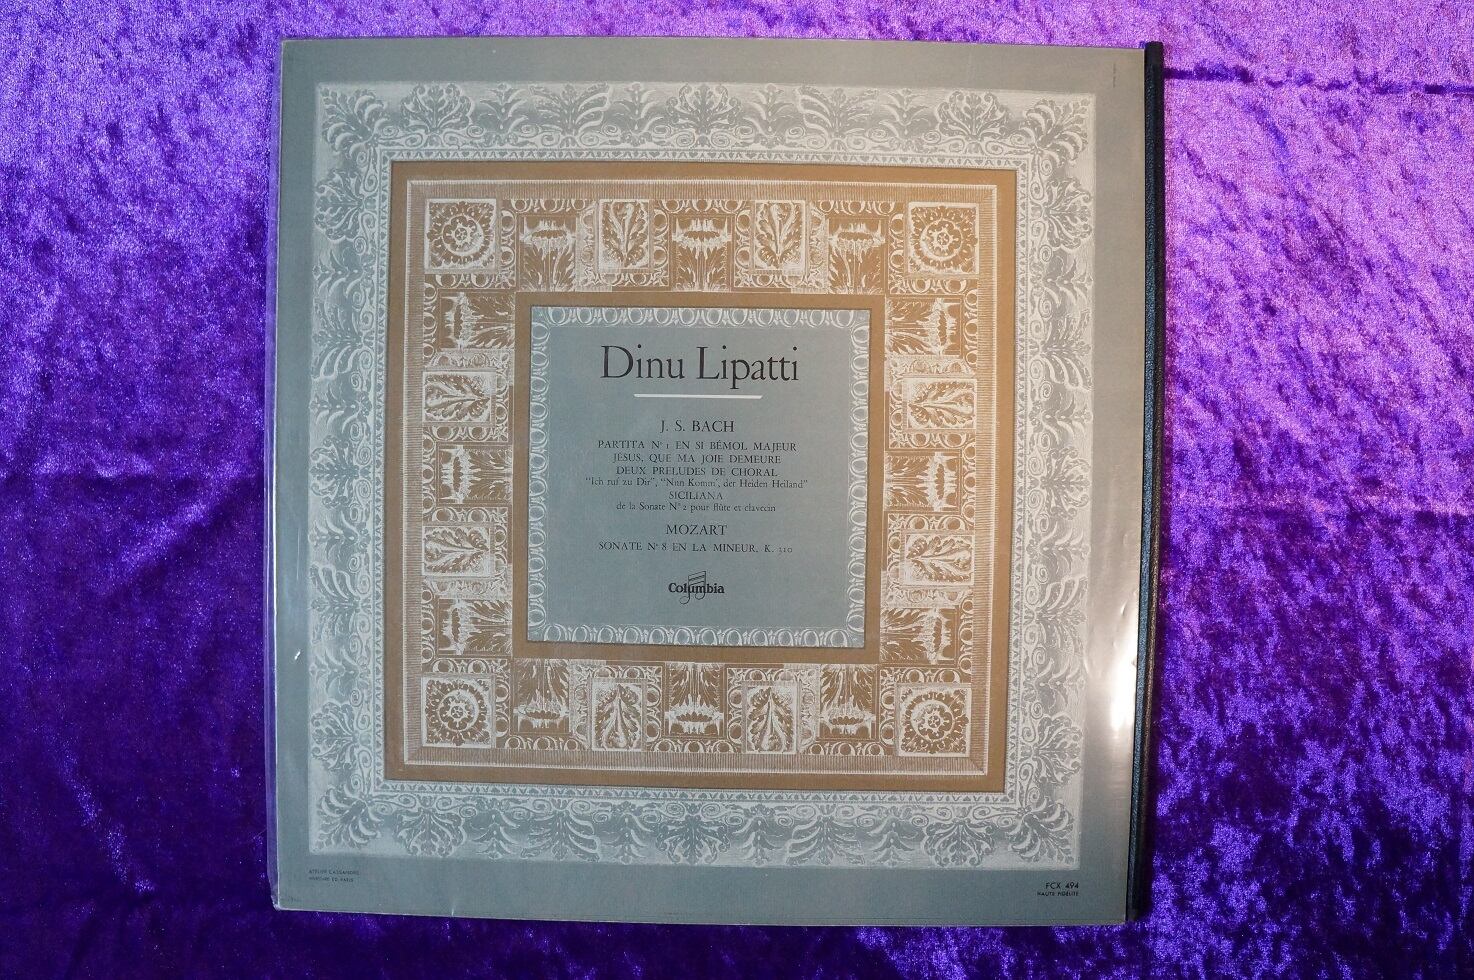 Dinu Lipatti
J. S. BACH
PARTITA N° 1 EN SI BÉMOL MAJEUR
JÉSUS, QUE MA JOIE DEMEURE
DEUX PRELUDES DE CHORAL
"Ich ruf zu Dir", "Nun Komm', der Heiden Heiland"
SICILIANA
de la Sonate N° 2 pour flûte et clavecin
MOZART
SONATE N° 8 EN LA MINEUR, K. 310
Columbia
ATELIER CASSANDRE
FCX 494
HAUTE FIDÉLITÉ